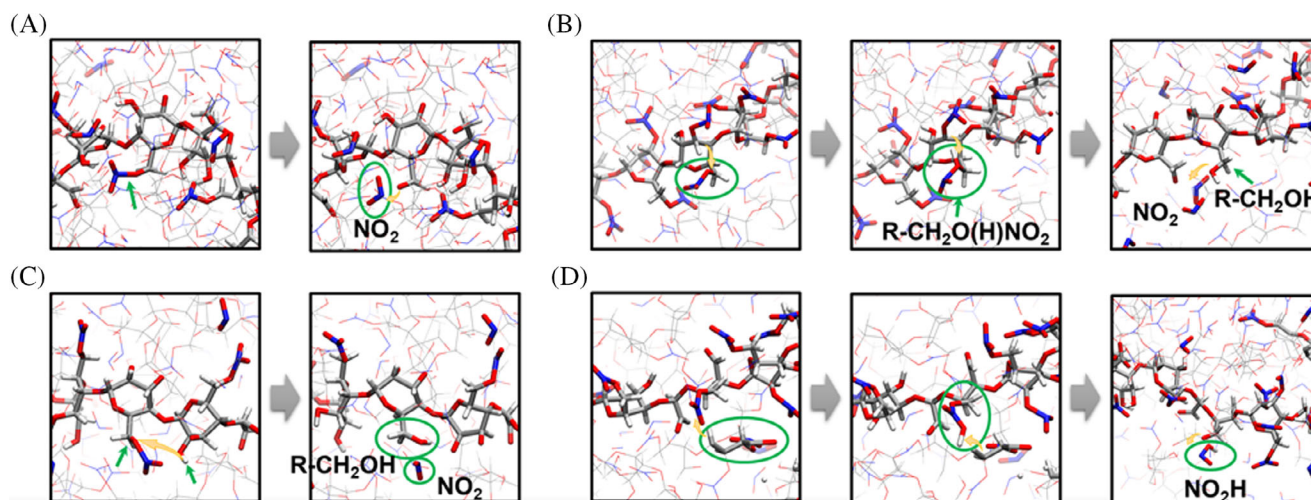 (A)
NO₂
(B)
R-CH₂O(H)NO₂
NO₂
R-CH₂OH
(C)
R-CH₂OH
NO₂
(D)
NO₂H